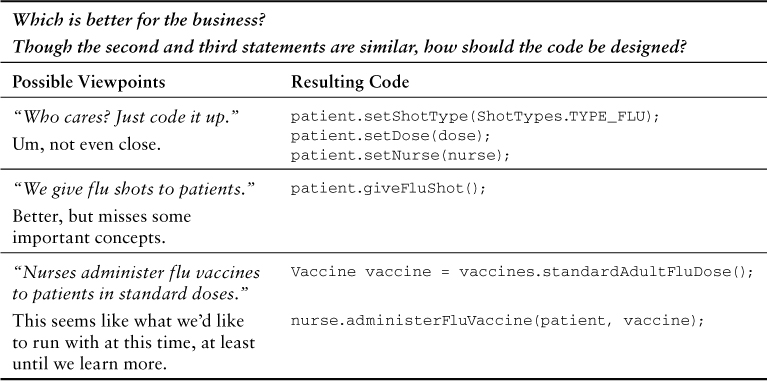 Which is better for the business?
Though the second and third statements are similar, how should the code be designed?
Possible Viewpoints
Resulting Code
“Who cares? Just code it up.”
Um, not even close.
patient.setShotType(ShotTypes.TYPE_FLU);
patient.setDose(dose);
patient.setNurse(nurse);
“We give flu shots to patients.”
Better, but misses some
important concepts.
patient.giveFluShot();
“Nurses administer flu vaccines
to patients in standard doses.”
This seems like what we’d like
to run with at this time, at least
until we learn more.
Vaccine vaccine = vaccines.standardAdultFluDose();
nurse.administerFluVaccine(patient, vaccine);